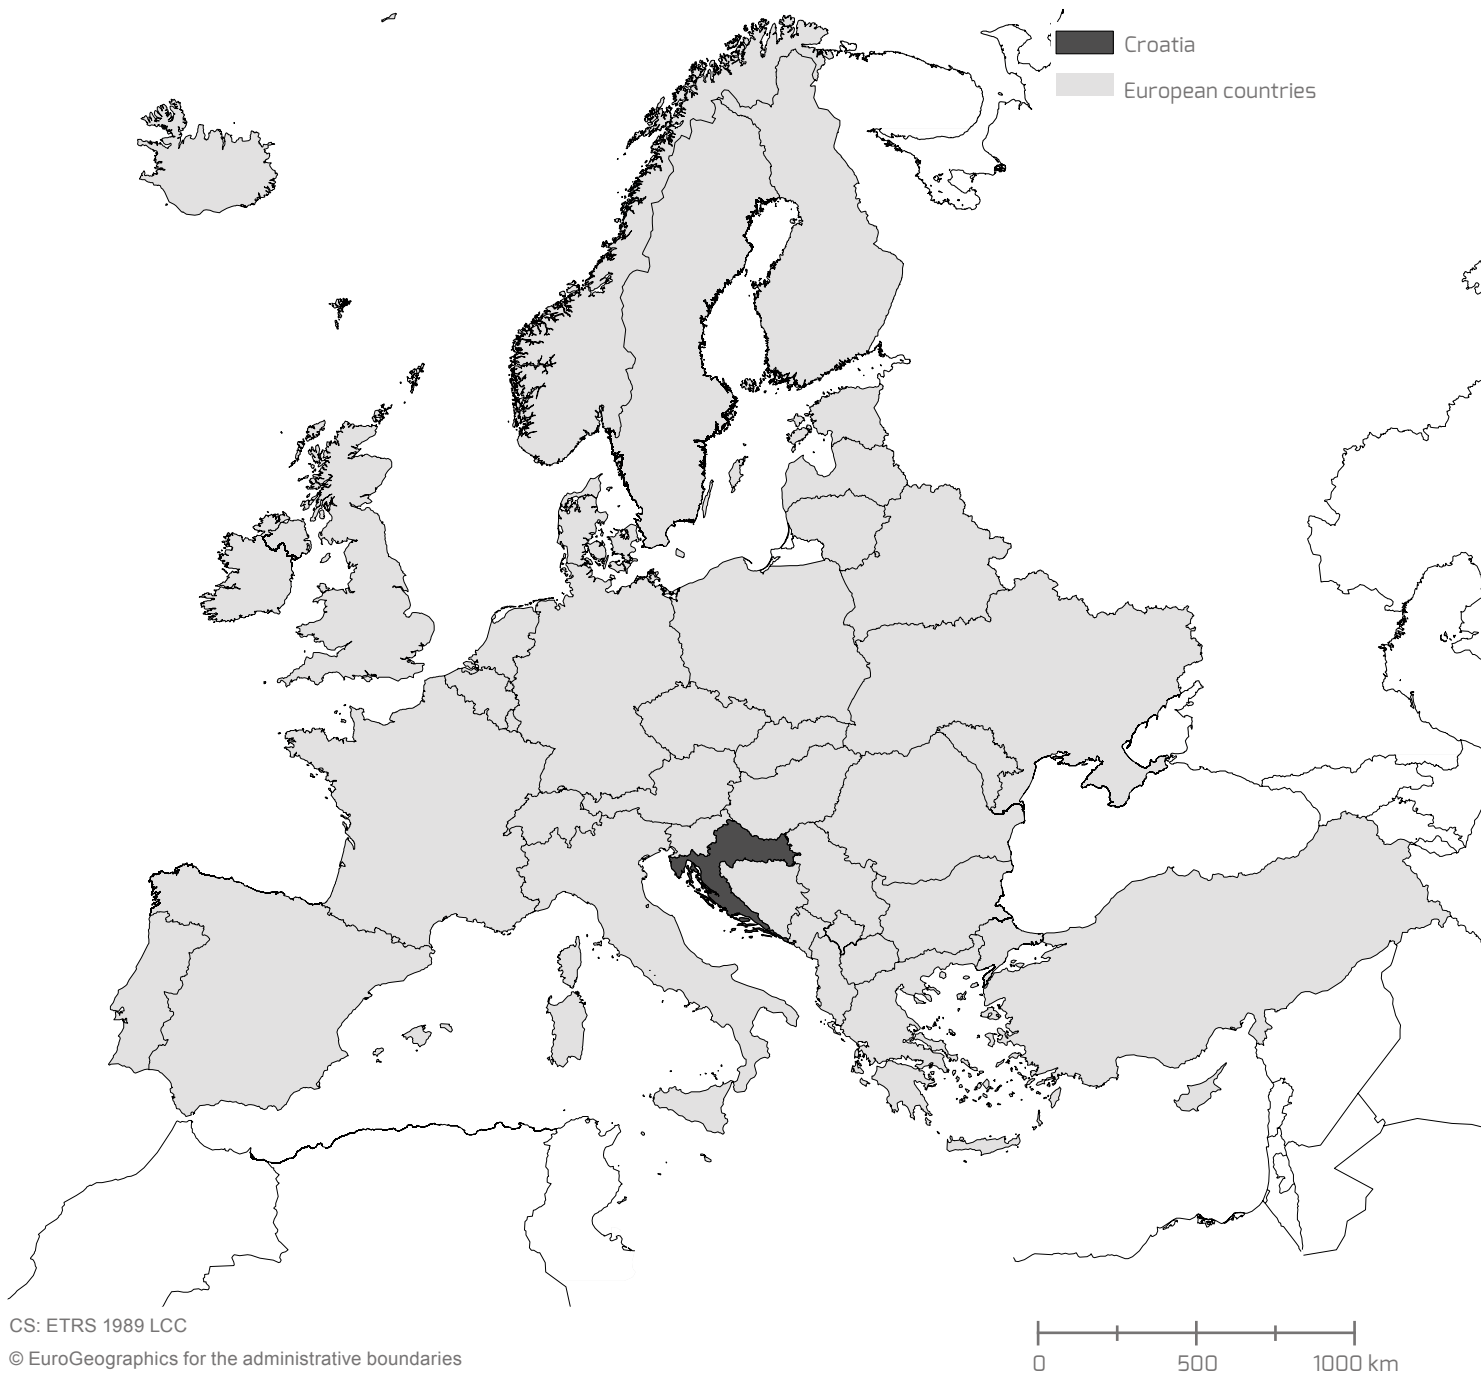 Croatia
European countries
CS: ETRS 1989 LCC
© EuroGeographics for the administrative boundaries
0 500 1000 km